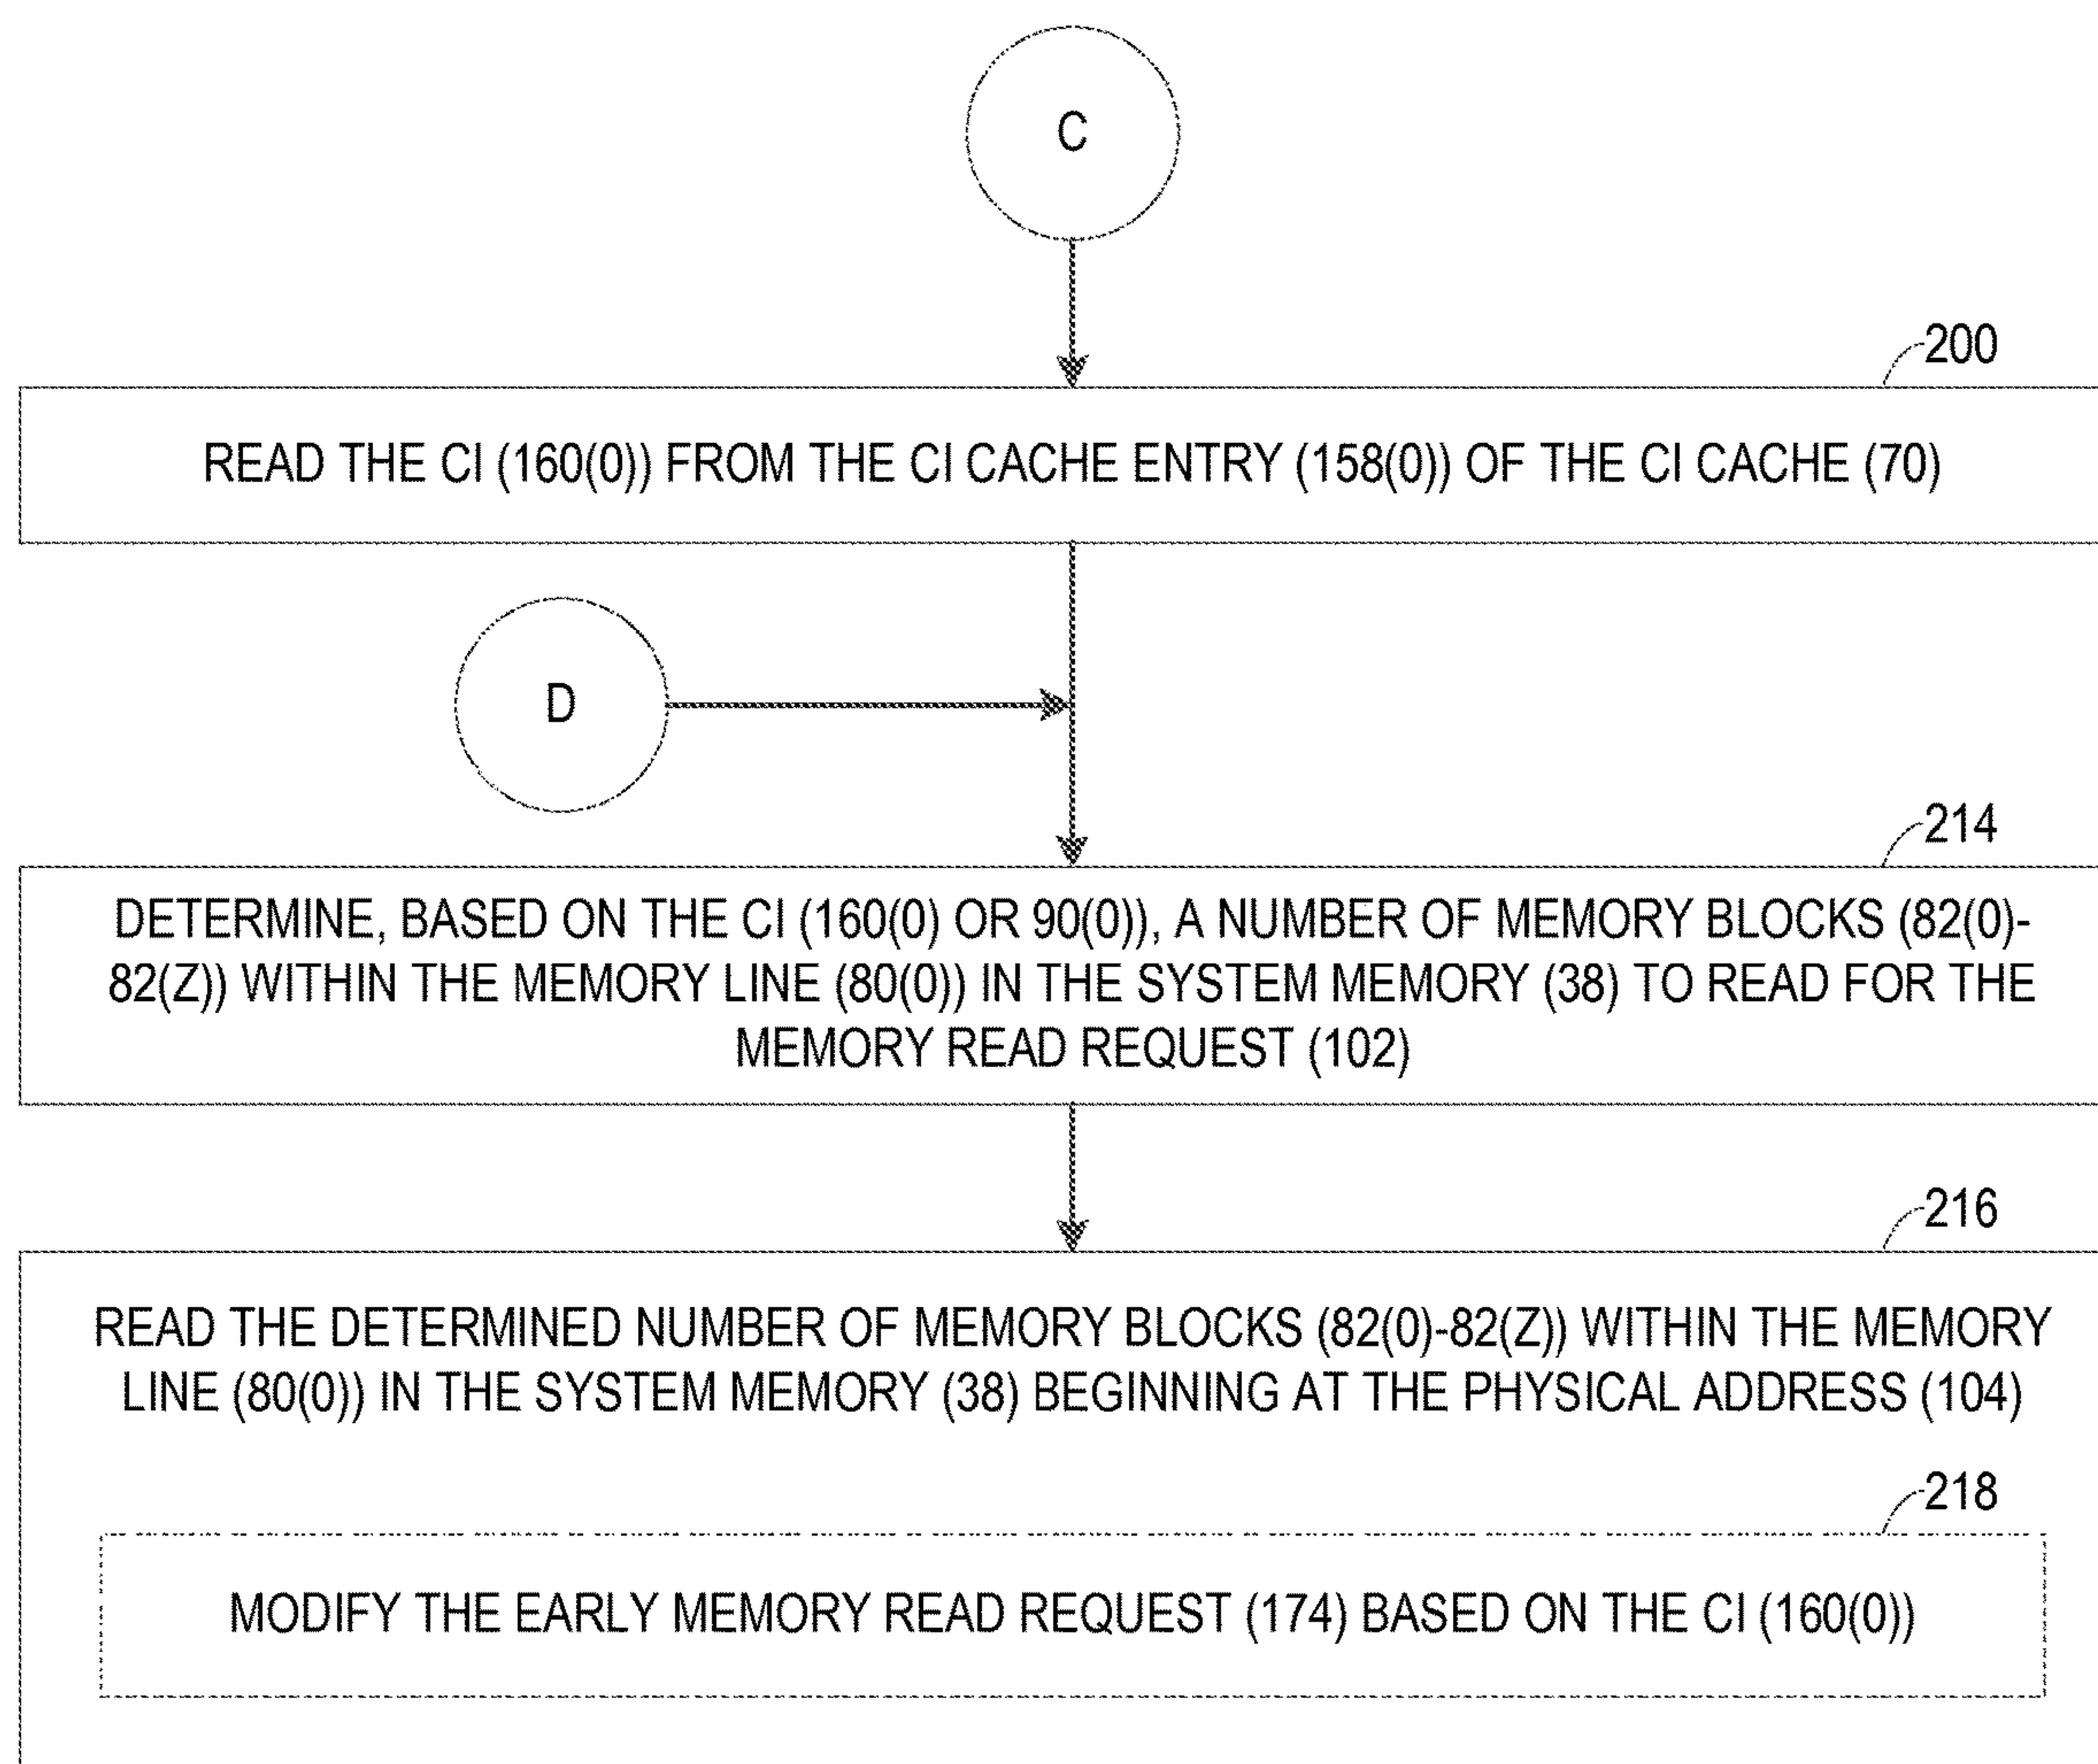 C
200
READ THE CI (160(0)) FROM THE CI CACHE ENTRY (158(0)) OF THE CI CACHE (70)
D
214
DETERMINE, BASED ON THE CI (160(0) OR 90(0)), A NUMBER OF MEMORY BLOCKS (82(0)-
82(Z)) WITHIN THE MEMORY LINE (80(0)) IN THE SYSTEM MEMORY (38) TO READ FOR THE
MEMORY READ REQUEST (102)
216
READ THE DETERMINED NUMBER OF MEMORY BLOCKS (82(0)-82(Z)) WITHIN THE MEMORY
LINE (80(0)) IN THE SYSTEM MEMORY (38) BEGINNING AT THE PHYSICAL ADDRESS (104)
218
MODIFY THE EARLY MEMORY READ REQUEST (174) BASED ON THE CI (160(0))